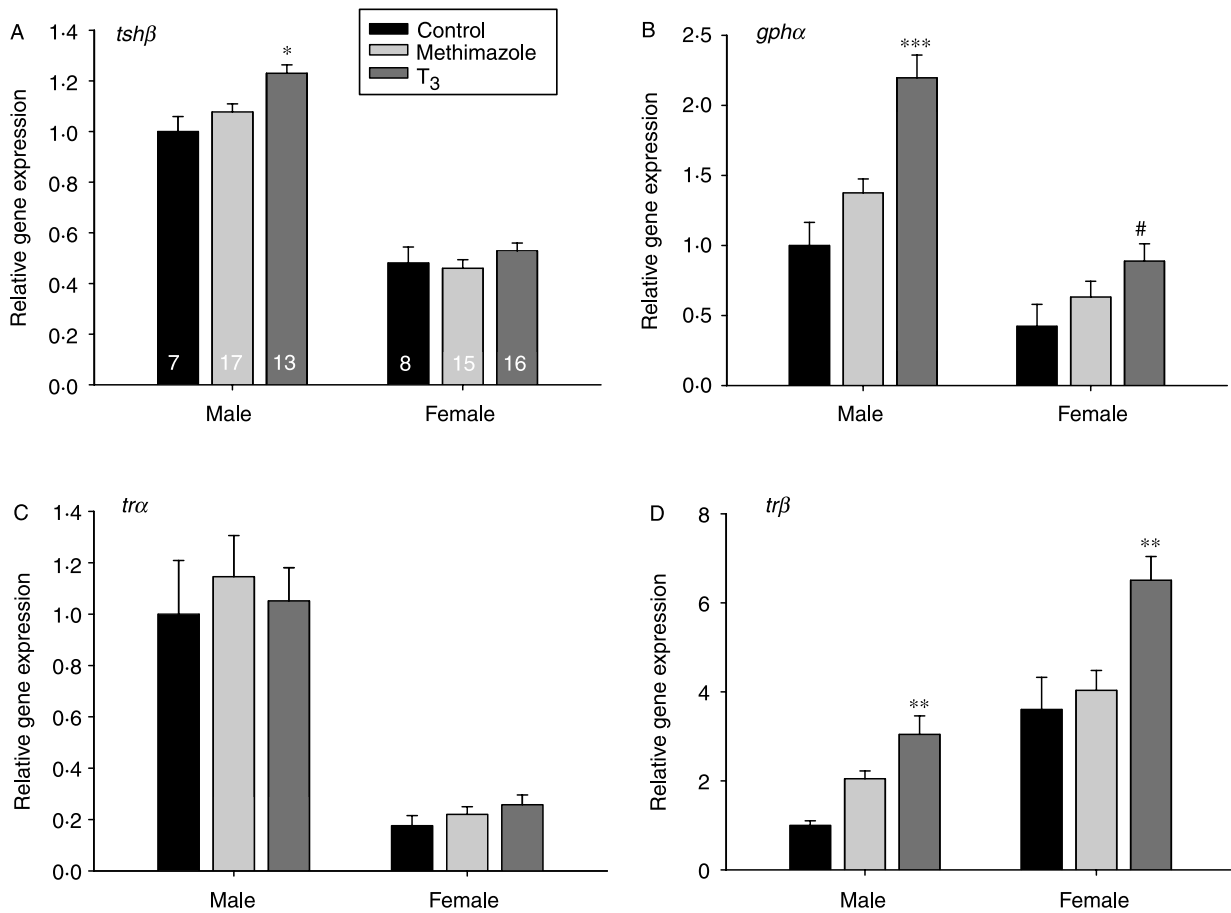 A
tshβ
Relative gene expression
1·4
1·2
1·0
0·8
0·6
0·4
0·2
0·0
*
7
17
13
8
15
16
Male
Female
Control
Methimazole
T3
B
gphα
Relative gene expression
2·5
2·0
1·5
1·0
0·5
0·0
***
#
Male
Female
C
trα
Relative gene expression
1·4
1·2
1·0
0·8
0·6
0·4
0·2
0·0
Male
Female
D
trβ
Relative gene expression
8
6
4
2
0
**
**
Male
Female